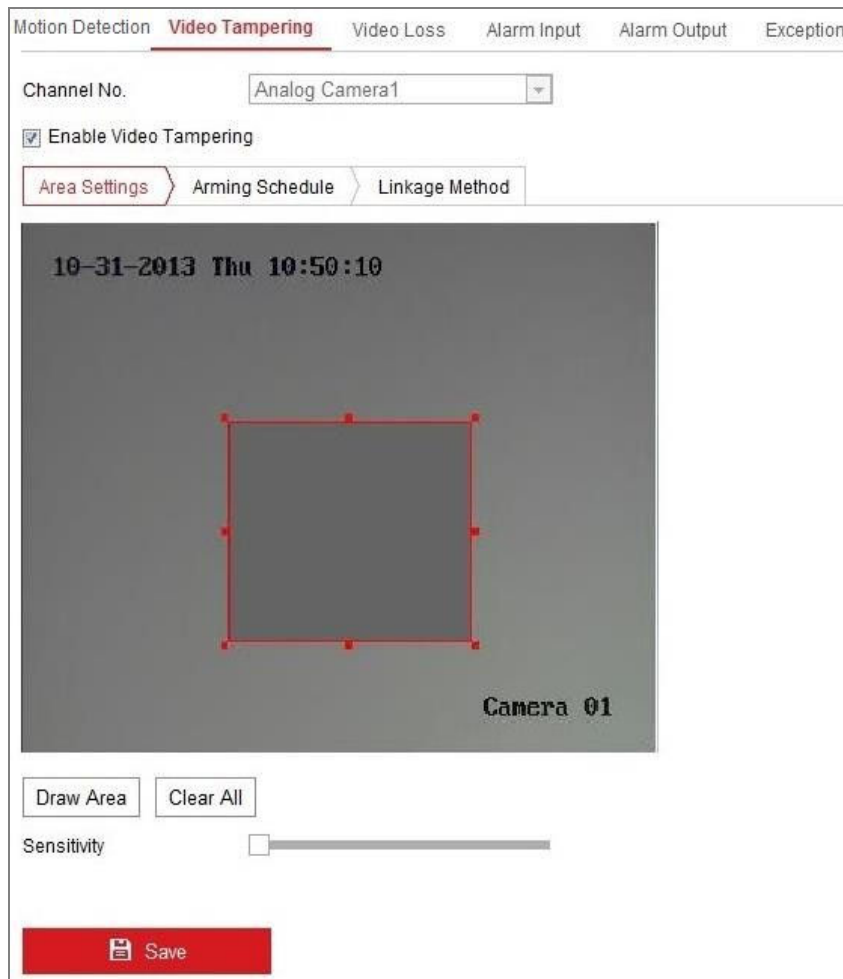 Motion Detection Video Tampering Video Loss Alarm Input Alarm Output Exception
Channel No. Analog Camera1
Enable Video Tampering
Area Settings Arming Schedule Linkage Method
10-31-2013 Thu 10:50:10
Camera 01
Draw Area Clear All
Sensitivity
Save